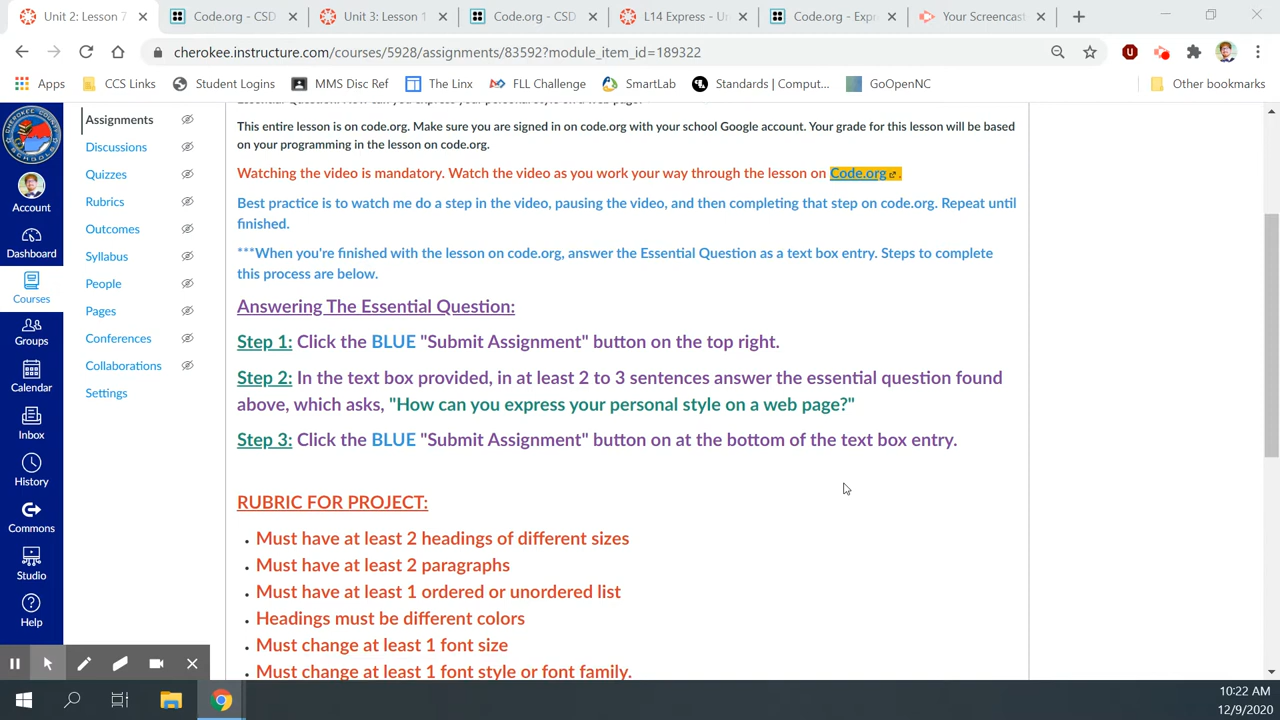 Unit 2: Lesson 7
Code.org - CSD
Unit 3: Lesson 1
Code.org - CSD
L14 Express - Un
Code.org - Expr
Your Screencast
cherokee.instructure.com/courses/5928/assignments/83592?module_item_id=189322
Apps
CCS Links
Student Logins
MMS Disc Ref
The Linx
FLL Challenge
SmartLab
Standards | Comput...
GoOpenNC
Other bookmarks
Account
Dashboard
Courses
Groups
Calendar
Inbox
History
Commons
Studio
Help
Assignments
Discussions
Quizzes
Rubrics
Outcomes
Syllabus
People
Pages
Conferences
Collaborations
Settings
Essential Question: How can you express your personal style on a web page?
This entire lesson is on code.org. Make sure you are signed in on code.org with your school Google account. Your grade for this lesson will be based
on your programming in the lesson on code.org.
Watching the video is mandatory. Watch the video as you work your way through the lesson on Code.org .
Best practice is to watch me do a step in the video, pausing the video, and then completing that step on code.org. Repeat until
finished.
***When you're finished with the lesson on code.org, answer the Essential Question as a text box entry. Steps to complete
this process are below.
Answering The Essential Question:
Step 1: Click the BLUE "Submit Assignment" button on the top right.
Step 2: In the text box provided, in at least 2 to 3 sentences answer the essential question found
above, which asks, "How can you express your personal style on a web page?"
Step 3: Click the BLUE "Submit Assignment" button on at the bottom of the text box entry.
RUBRIC FOR PROJECT:
• Must have at least 2 headings of different sizes
• Must have at least 2 paragraphs
• Must have at least 1 ordered or unordered list
• Headings must be different colors
• Must change at least 1 font size
• Must change at least 1 font style or font family.
10:22 AM
12/9/2020